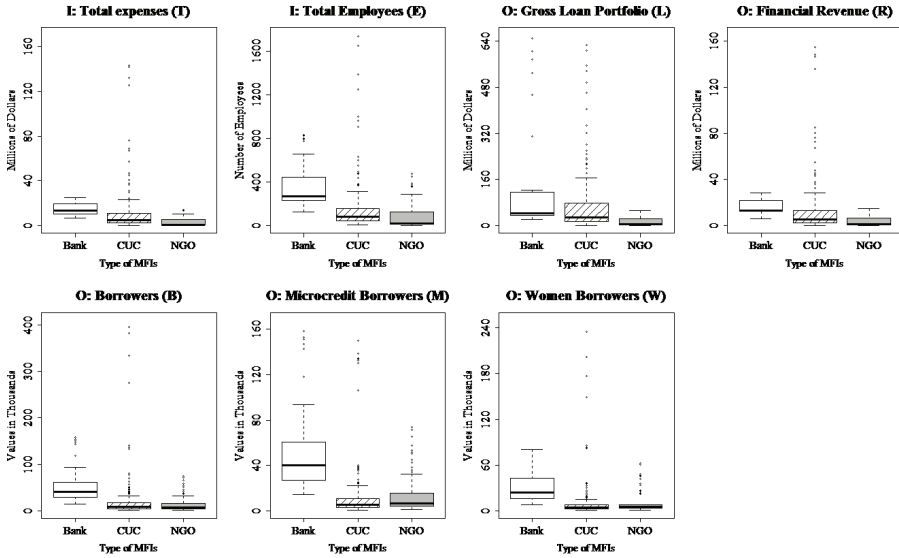 I: Total expenses (T)
Millions of Dollars
160
120
80
40
0
Bank CUC NGO
Type of MFIs
I: Total Employees (E)
Number of Employees
1600
1200
800
400
0
Bank CUC NGO
Type of MFIs
O: Gross Loan Portfolio (L)
Millions of Dollars
640
480
320
160
0
Bank CUC NGO
Type of MFIs
O: Financial Revenue (R)
Millions of Dollars
160
120
80
40
0
Bank CUC NGO
Type of MFIs
O: Borrowers (B)
Values in Thousands
400
300
200
100
0
Bank CUC NGO
Type of MFIs
O: Microcredit Borrowers (M)
Values in Thousands
160
120
80
40
0
Bank CUC NGO
Type of MFIs
O: Women Borrowers (W)
Values in Thousands
240
180
120
60
0
Bank CUC NGO
Type of MFIs